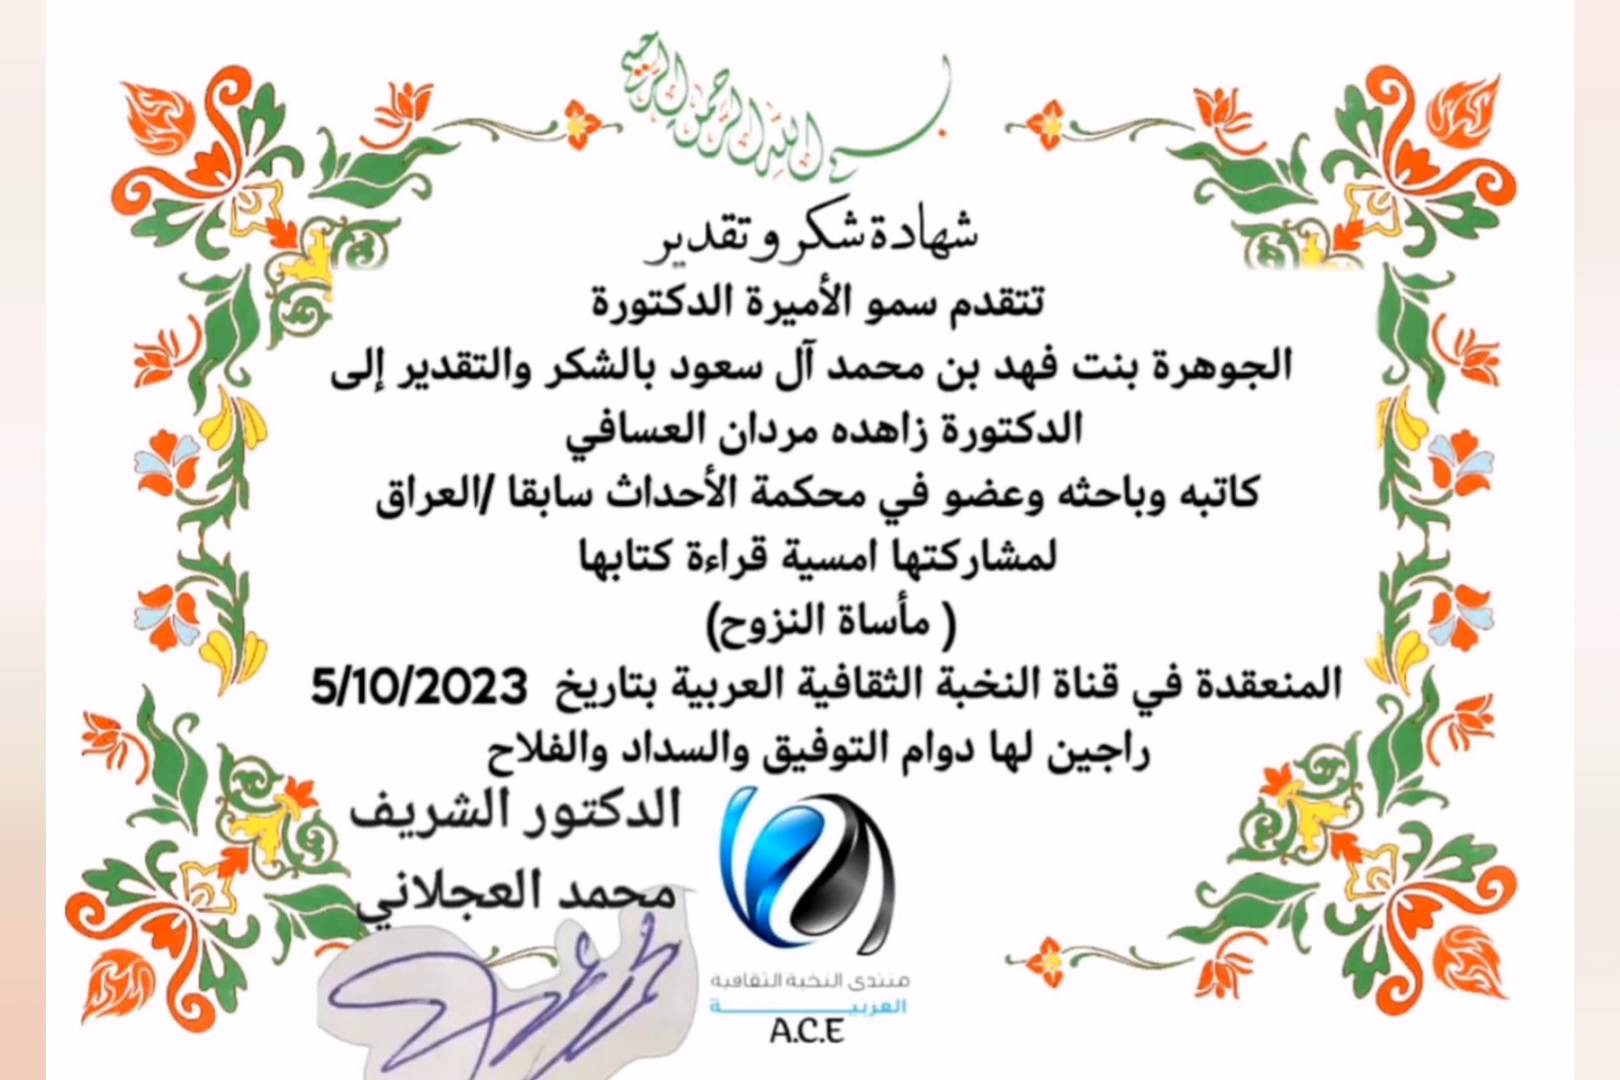 بسم الله الرحمن الرحيم
شهادة شكر و تقدير
تتقدم سمو الأميرة الدكتورة
الجوهرة بنت فهد بن محمد آل سعود بالشكر والتقدير إلى
الدكتورة زاهده مردان العسافي
كاتبه وباحثه وعضو في محكمة الأحداث سابقا /العراق
لمشاركتها امسية قراءة كتابها
( مأساة النزوح)
المنعقدة في قناة النخبة الثقافية العربية بتاريخ 5/10/2023
راجين لها دوام التوفيق والسداد والفلاح
الدكتور الشريف
محمد العجلاني
منتدى النخبة الثقافية
العربيــــــــــــة
A.C.E